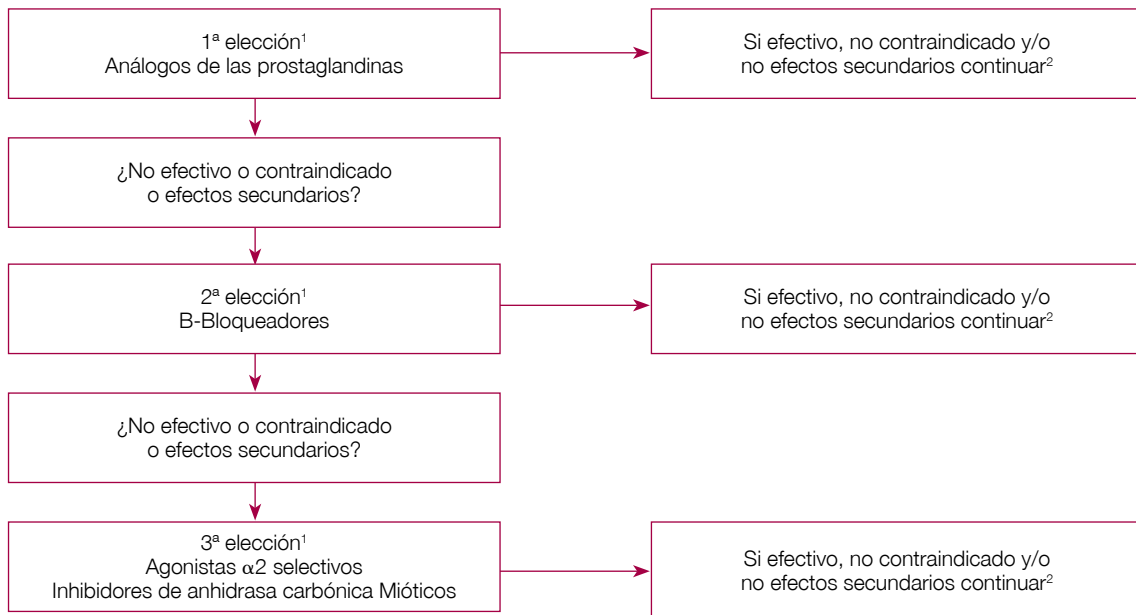 1ª elección¹
Análogos de las prostaglandinas
Si efectivo, no contraindicado y/o
no efectos secundarios continuar²
¿No efectivo o contraindicado
o efectos secundarios?
2ª elección¹
B-Bloqueadores
Si efectivo, no contraindicado y/o
no efectos secundarios continuar²
¿No efectivo o contraindicado
o efectos secundarios?
3ª elección¹
Agonistas α2 selectivos
Inhibidores de anhidrasa carbónica Mióticos
Si efectivo, no contraindicado y/o
no efectos secundarios continuar²